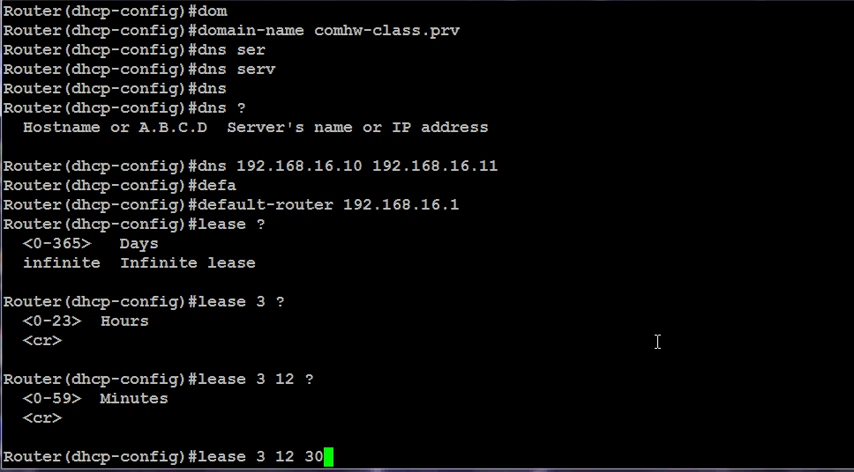 Router(dhcp-config)#dom
Router(dhcp-config)#domain-name comhw-class.prv
Router(dhcp-config)#dns ser
Router(dhcp-config)#dns serv
Router(dhcp-config)#dns
Router(dhcp-config)#dns ?
  Hostname or A.B.C.D  Server's name or IP address
Router(dhcp-config)#dns 192.168.16.10 192.168.16.11
Router(dhcp-config)#defa
Router(dhcp-config)#default-router 192.168.16.1
Router(dhcp-config)#lease ?
  <0-365>   Days
  infinite  Infinite lease
Router(dhcp-config)#lease 3 ?
  <0-23>  Hours
  <cr>
Router(dhcp-config)#lease 3 12 ?
  <0-59>  Minutes
  <cr>
Router(dhcp-config)#lease 3 12 30